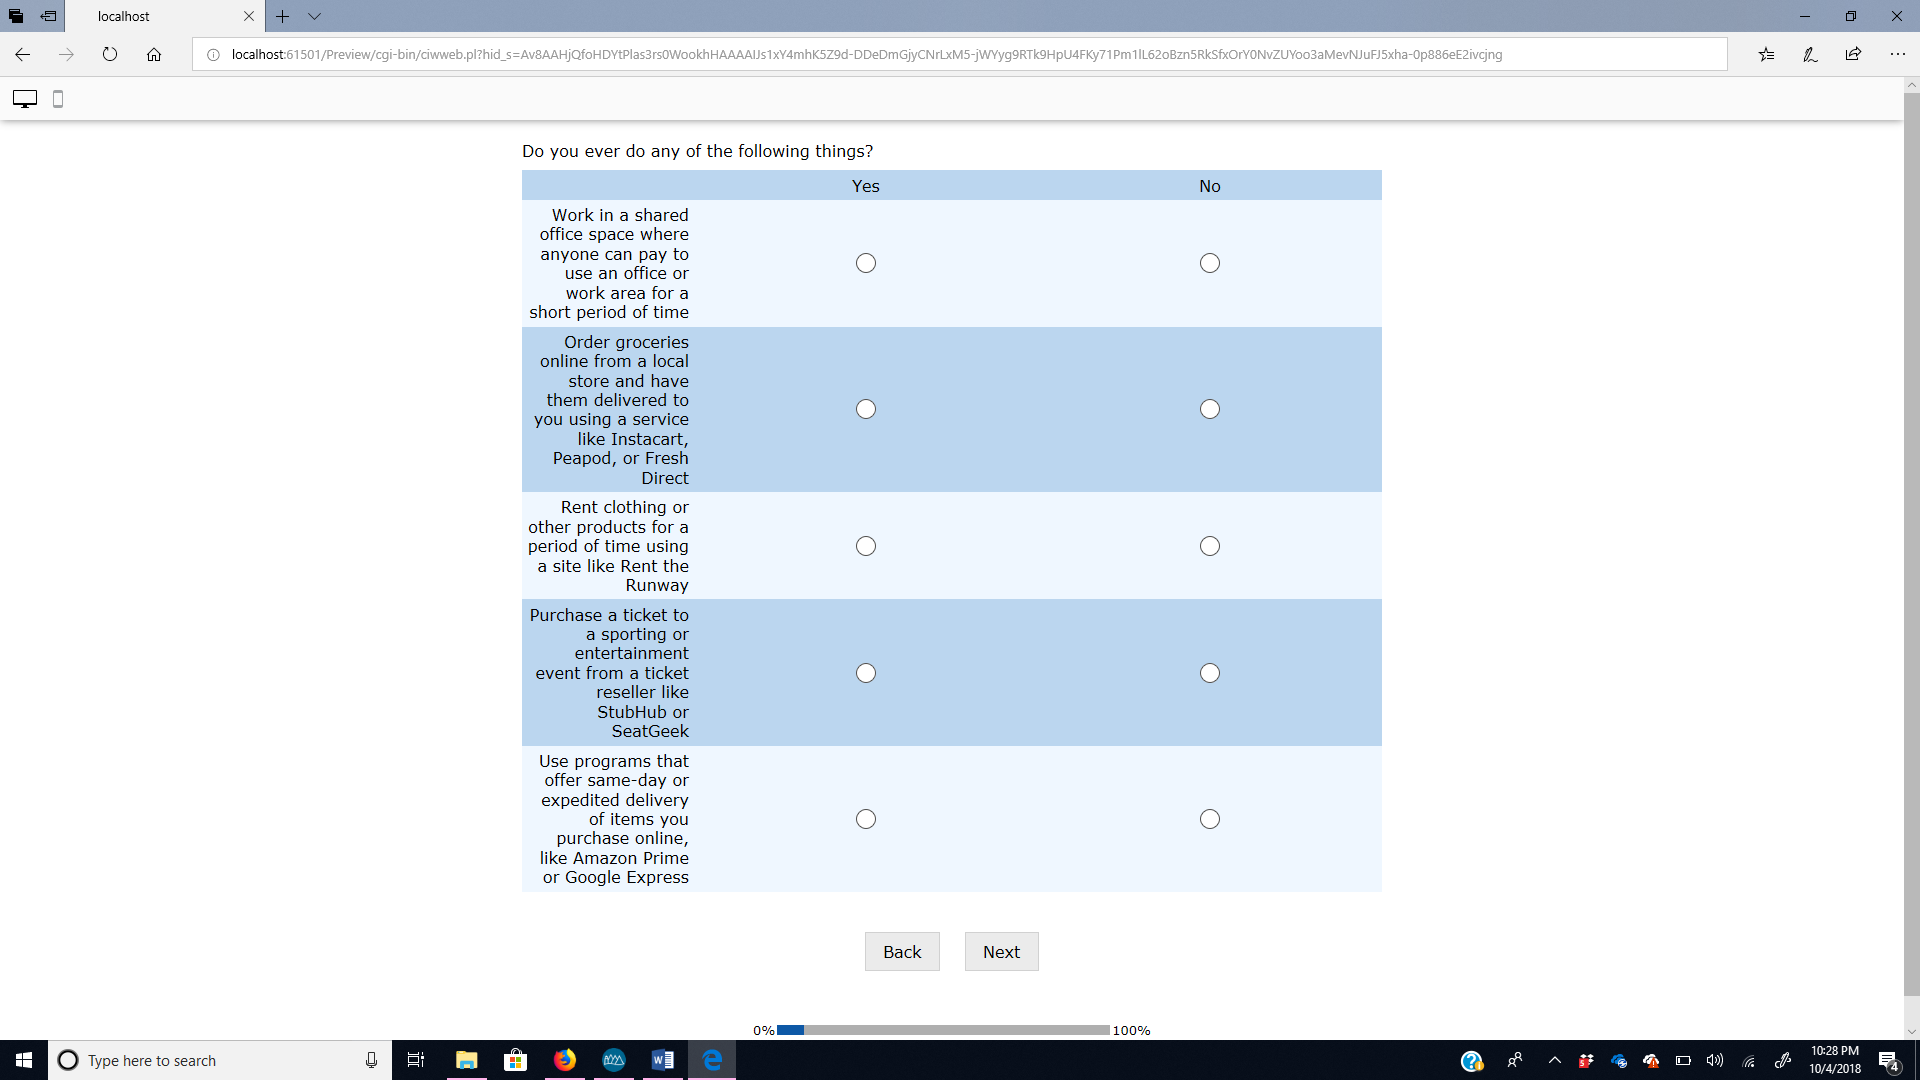 localhost
localhost:61501/Preview/cgi-bin/ciwweb.pl?hid_s=Av8AAHjQfoHDYtPlas3rs0WookhHAAAAAIJs1xY4mhK5Z9d-DDeDmGjyCNrLxM5-jWYyg9RTk9HpU4FKy71Pm1lL62oBzn5RkSfxOrY0NvZUYoo3aMevNJuFJ5xha-0p886eE2ivcjng
Do you ever do any of the following things?
Yes No
Work in a shared
office space where
anyone can pay to
use an office or
work area for a
short period of time
Order groceries
online from a local
store and have
them delivered to
you using a service
like Instacart,
Peapod, or Fresh
Direct
Rent clothing or
other products for a
period of time using
a site like Rent the
Runway
Purchase a ticket to
a sporting or
entertainment
event from a ticket
reseller like
StubHub or
SeatGeek
Use programs that
offer same-day or
expedited delivery
of items you
purchase online,
like Amazon Prime
or Google Express
Back Next
0% 100%
Type here to search
10:28 PM
10/4/2018
4